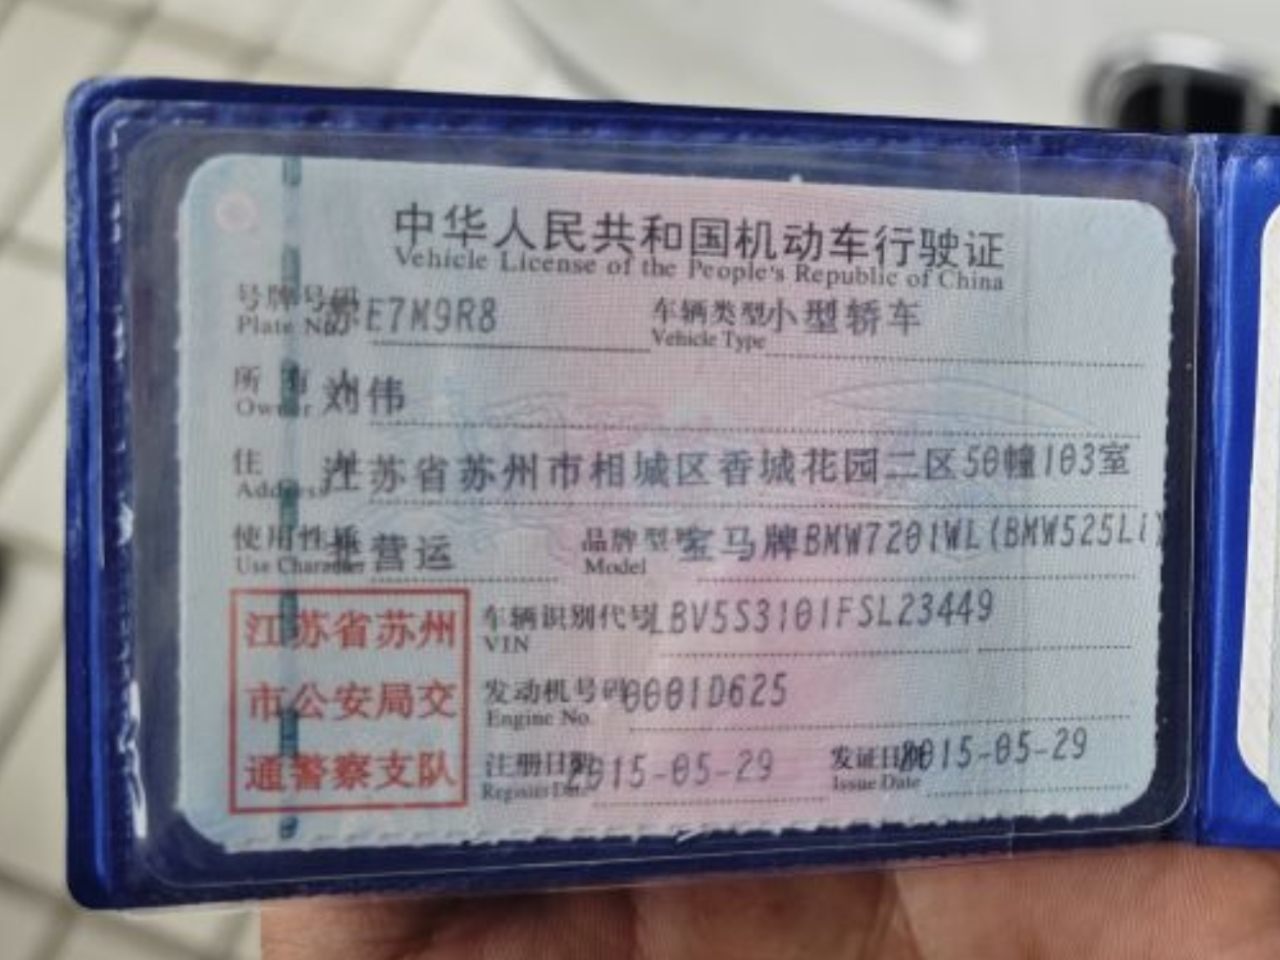 中华人民共和国机动车行驶证
Vehicle License of the People's Republic of China
号牌号码 苏E7M9R8 车辆类型 小型轿车
Plate No. Vehicle Type
所有人 刘伟
Owner
住址 江苏省苏州市相城区香城花园二区50幢103室
Address
使用性质 非营运 品牌型号 宝马牌BMW7201WL(BMW525Li)
Use Character Model
江苏省苏州 车辆识别代号 LBV5S3101FSL23449
VIN
市公安局交 发动机号码 0001D625
Engine No.
通警察支队 注册日期 2015-05-29 发证日期 2015-05-29
Register Date Issue Date